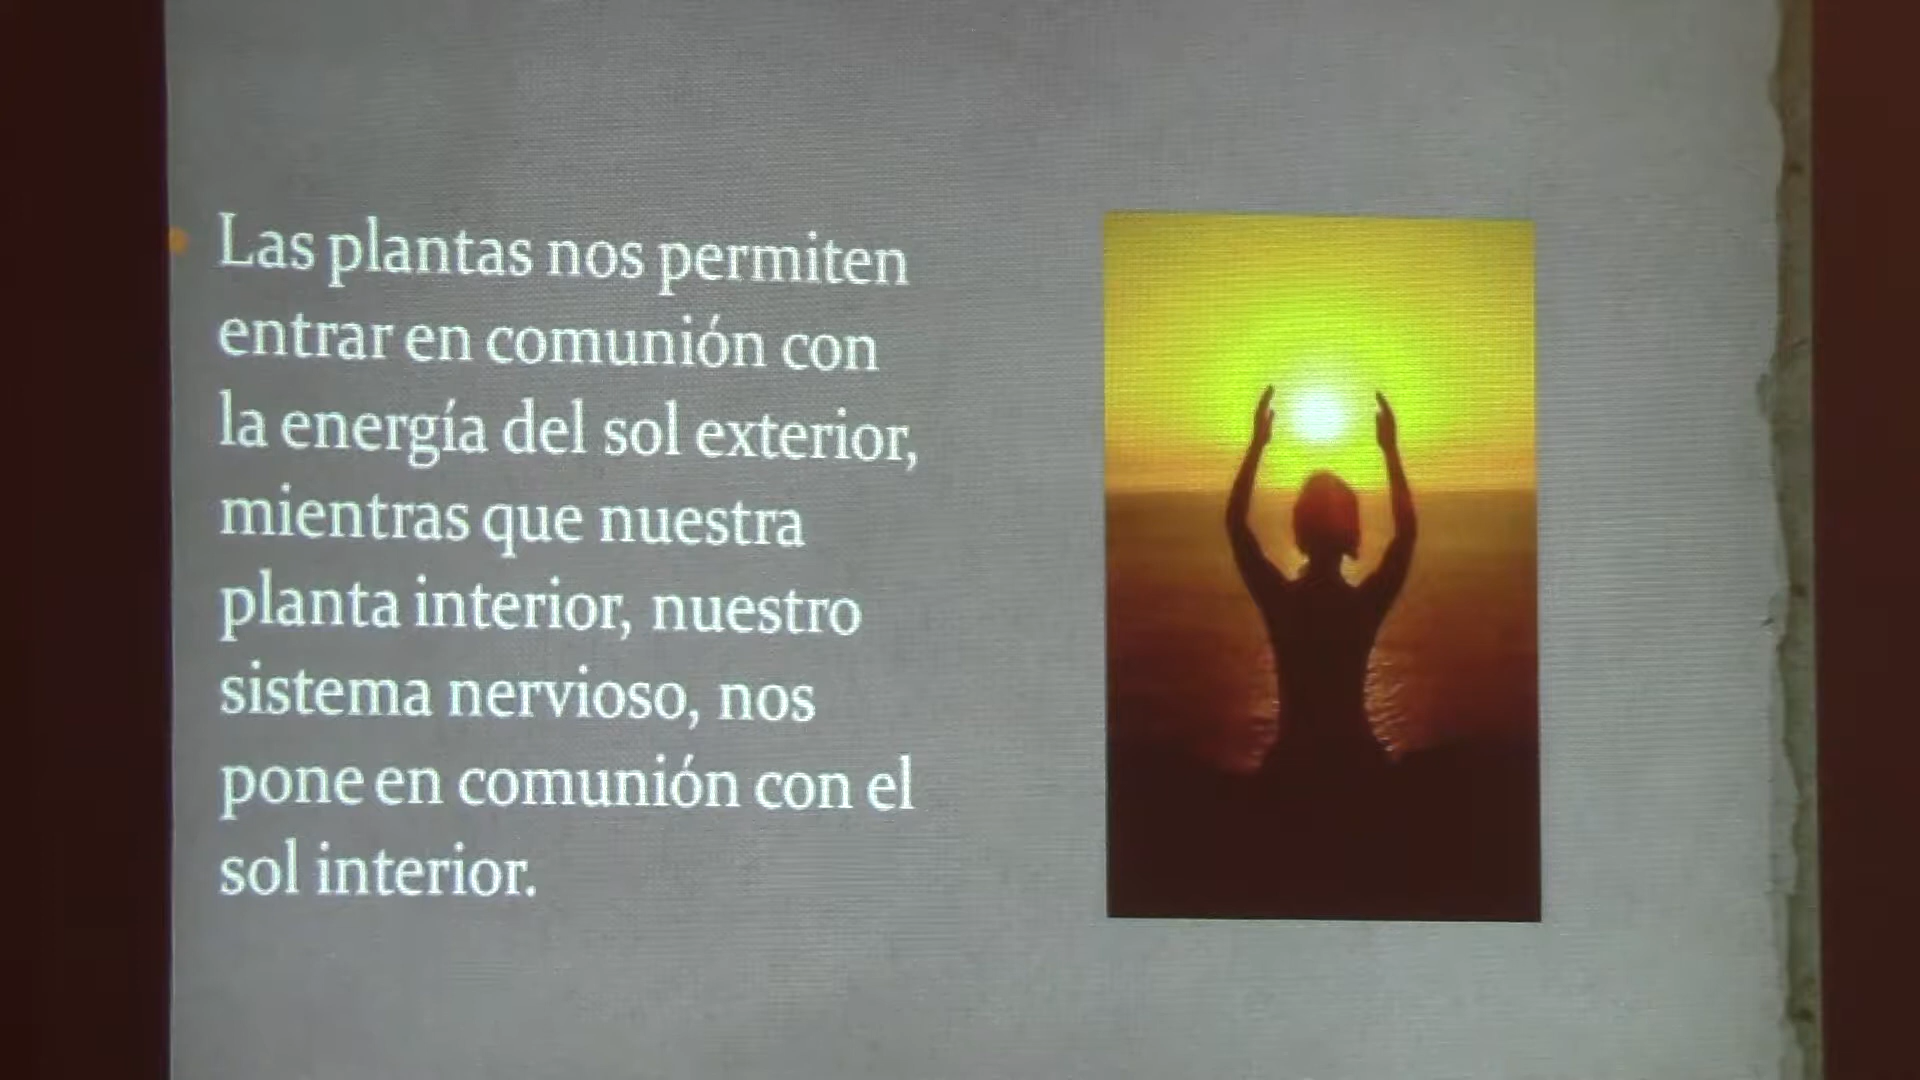 Las plantas nos permiten
entrar en comunión con
la energía del sol exterior,
mientras que nuestra
planta interior, nuestro
sistema nervioso, nos
pone en comunión con el
sol interior.